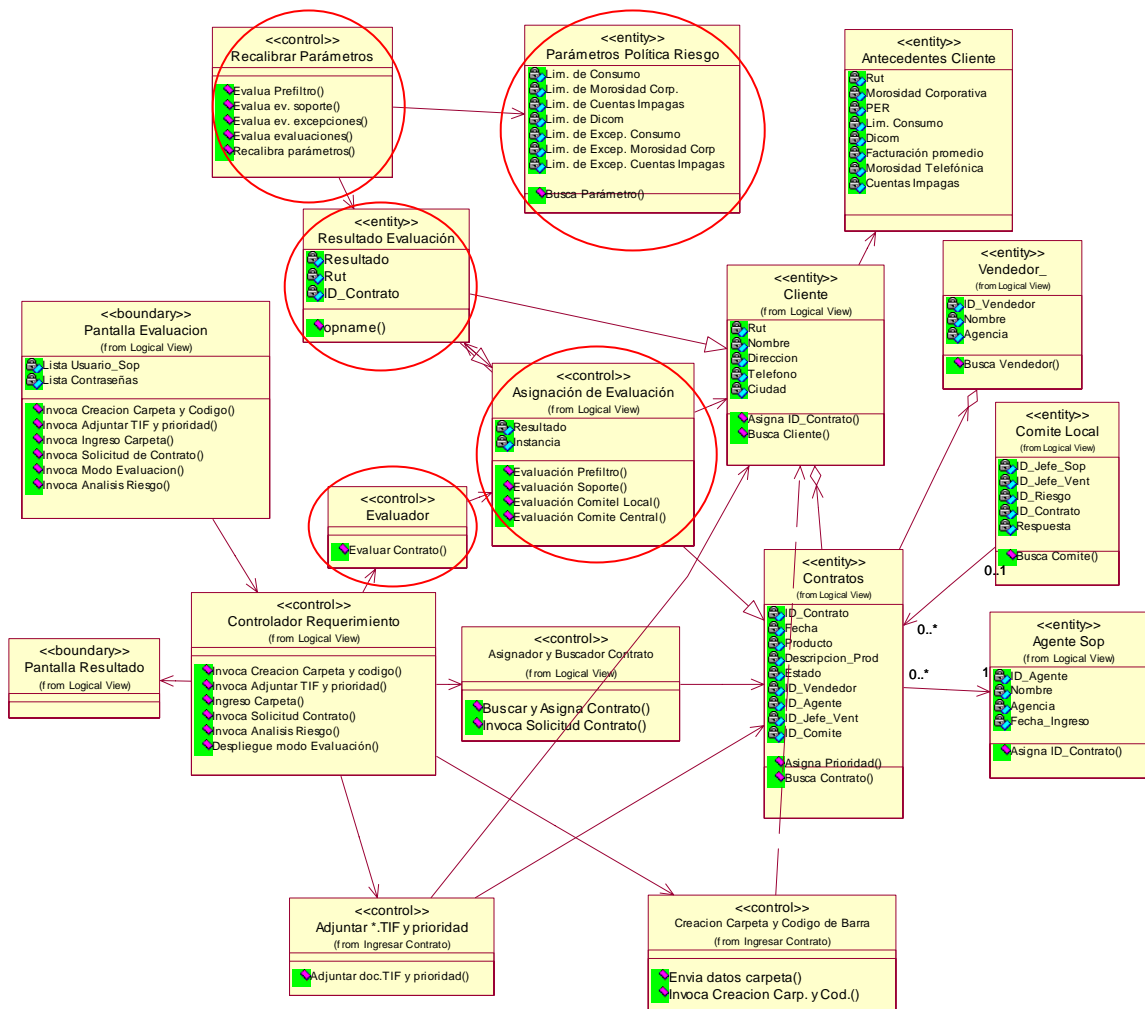 <<control>>
Recalibrar Parámetros
Evalua Prefiltro()
Evalua ev. soporte()
Evalua ev. excepciones()
Evalua evaluaciones()
Recalibra parámetros()
<<entity>>
Parámetros Política Riesgo
Lim. de Consumo
Lim. de Morosidad Corp.
Lim. de Cuentas Impagas
Lim. de Dicom
Lim. de Excep. Consumo
Lim. de Excep. Morosidad Corp
Lim. de Excep. Cuentas Impagas
Busca Parámetro()
<<entity>>
Antecedentes Cliente
Rut
Morosidad Corporativa
PER
Lim. Consumo
Dicom
Facturación promedio
Morosidad Telefónica
Cuentas Impagas
<<entity>>
Resultado Evaluación
Resultado
Rut
ID_Contrato
opname()
<<entity>>
Vendedor_
(from Logical View)
ID_Vendedor
Nombre
Agencia
Busca Vendedor()
<<entity>>
Cliente
(from Logical View)
Rut
Nombre
Direccion
Telefono
Ciudad
Asigna ID_Contrato()
Busca Cliente()
<<boundary>>
Pantalla Evaluacion
(from Logical View)
Lista Usuario_Sop
Lista Contraseñas
Invoca Creacion Carpeta y Codigo()
Invoca Adjuntar TIF y prioridad()
Invoca Ingreso Carpeta()
Invoca Solicitud de Contrato()
Invoca Modo Evaluacion()
Invoca Analisis Riesgo()
<<control>>
Asignación de Evaluación
(from Logical View)
Resultado
Instancia
Evaluación Prefiltro()
Evaluación Soporte()
Evaluación Comitel Local()
Evaluación Comite Central()
<<entity>>
Comite Local
(from Logical View)
ID_Jefe_Sop
ID_Jefe_Vent
ID_Riesgo
ID_Contrato
Respuesta
Busca Comite()
0..1
0..*
<<control>>
Evaluador
Evaluar Contrato()
<<entity>>
Contratos
(from Logical View)
ID_Contrato
Fecha
Producto
Descripcion_Prod
Estado
ID_Vendedor
ID_Agente
ID_Jefe_Vent
ID_Comite
Asigna Prioridad()
Busca Contrato()
0..*
1
<<entity>>
Agente Sop
(from Logical View)
ID_Agente
Nombre
Agencia
Fecha_Ingreso
Asigna ID_Contrato()
<<control>>
Controlador Requerimiento
(from Logical View)
Invoca Creacion Carpeta y codigo()
Invoca Adjuntar TIF y prioridad()
Ingreso Carpeta()
Invoca Solicitud Contrato()
Invoca Analisis Riesgo()
Despliegue modo Evaluación()
<<boundary>>
Pantalla Resultado
(from Logical View)
<<control>>
Asignador y Buscador Contrato
(from Logical View)
Buscar y Asigna Contrato()
Invoca Solicitud Contrato()
<<control>>
Adjuntar *.TIF y prioridad
(from Ingresar Contrato)
Adjuntar doc.TIF y prioridad()
<<control>>
Creacion Carpeta y Codigo de Barra
(from Ingresar Contrato)
Envia datos carpeta()
Invoca Creacion Carp. y Cod.()